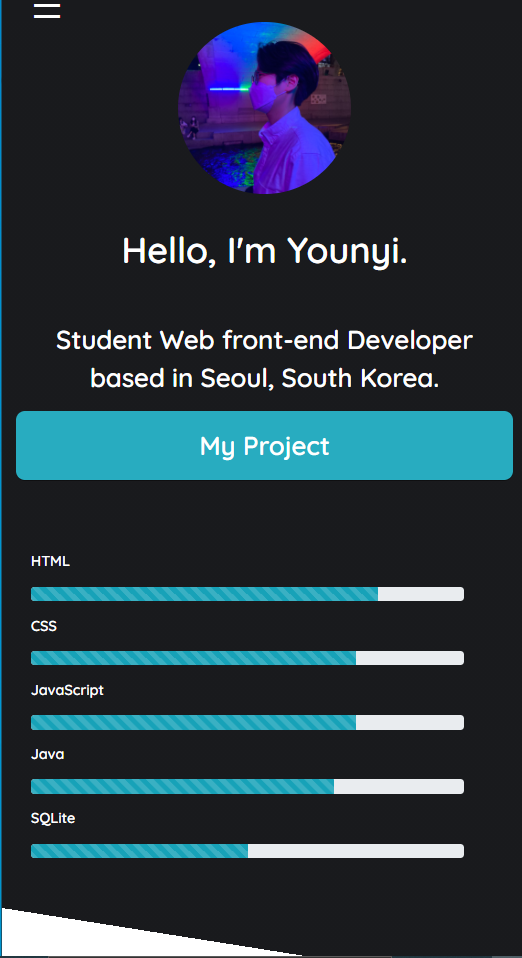 Hello, I'm Younyi.
Student Web front-end Developer
based in Seoul, South Korea.
My Project
HTML
CSS
JavaScript
Java
SQLite